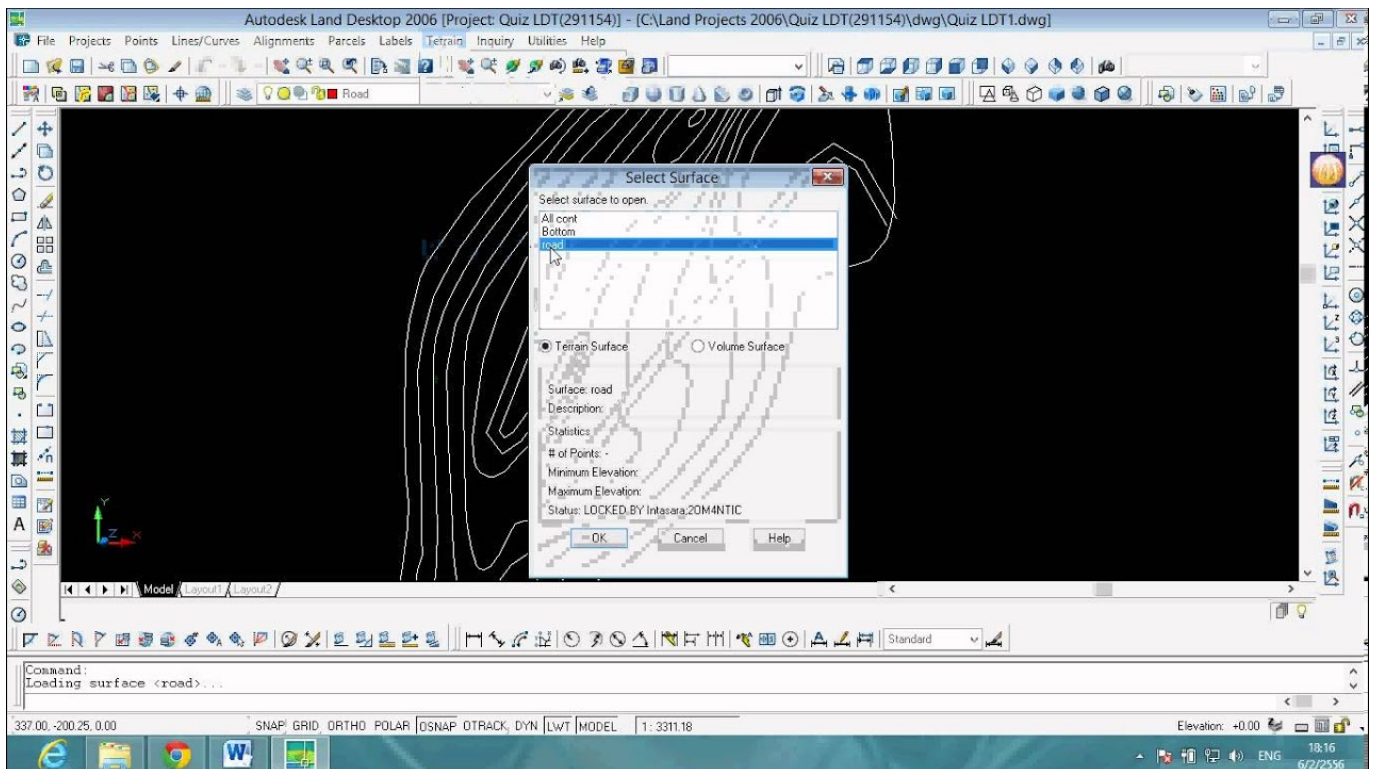 Autodesk Land Desktop 2006 [Project: Quiz LDT(291154)] - [C:\Land Projects 2006\Quiz LDT(291154)\dwg\Quiz LDT1.dwg]
File Projects Points Lines/Curves Alignments Parcels Labels Terrain Inquiry Utilities Help
Road
Select Surface
Select surface to open.
All cont
Bottom
road
Terrain Surface Volume Surface
Surface: road
Description:
Statistics
# of Points: -
Minimum Elevation:
Maximum Elevation:
Status: LOCKED BY Intasara;20M4NTIC
OK Cancel Help
Y
Z X
Model Layout1 Layout2
Standard
Command:
Loading surface <road>...
337.00, -200.25, 0.00 SNAP GRID ORTHO POLAR OSNAP OTRACK DYN LWT MODEL 1: 3311.18 Elevation: +0.00
ENG 18:16
6/2/2556